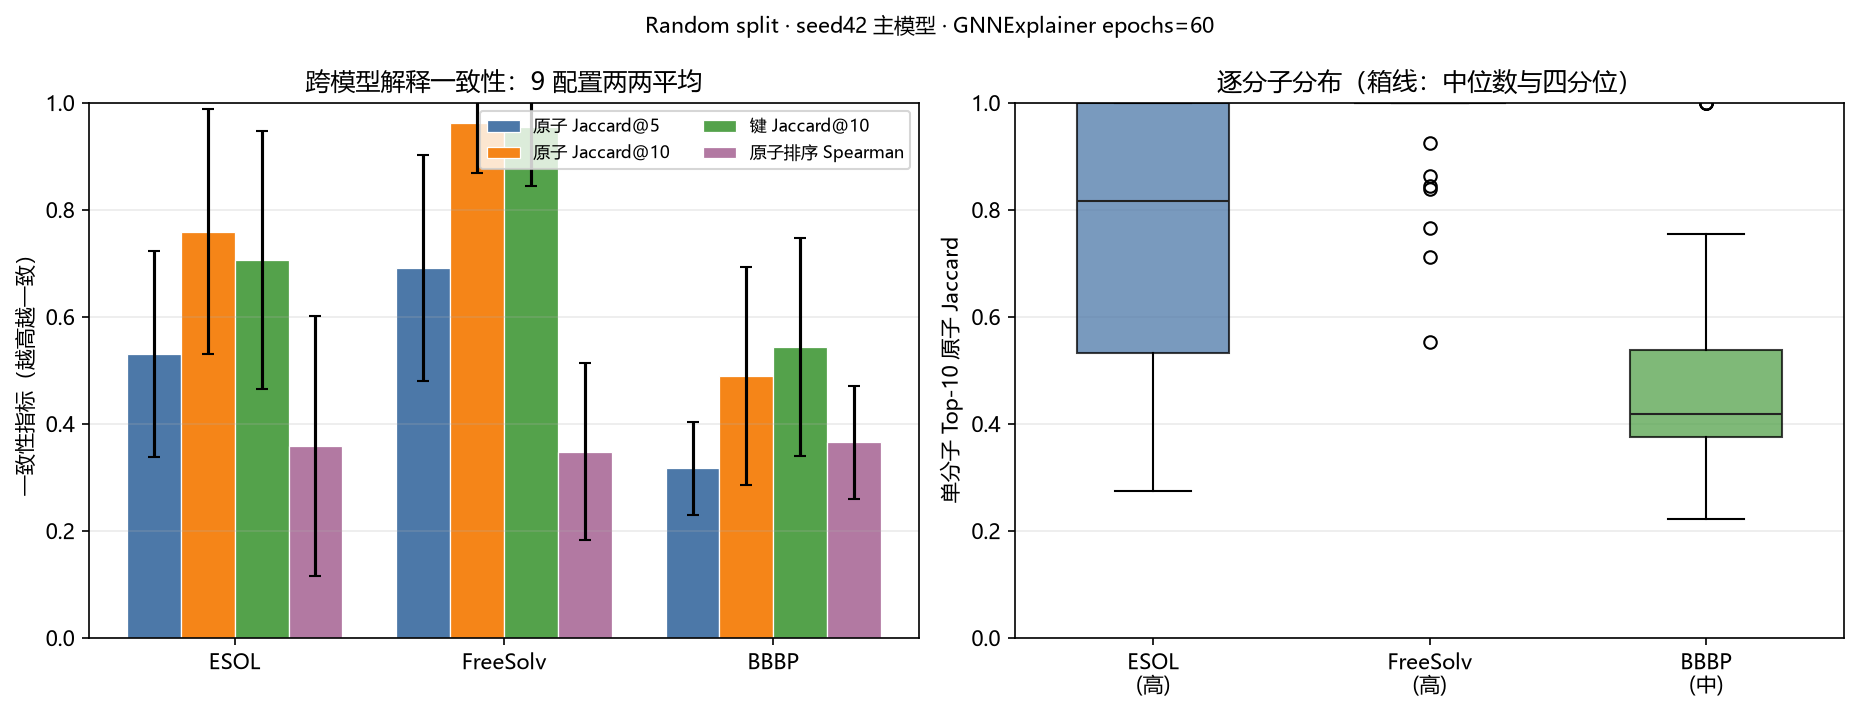 Random split · seed42 主模型 · GNNExplainer epochs=60
跨模型解释一致性：9 配置两两平均
一致性指标（越高越一致）
1.0
0.8
0.6
0.4
0.2
0.0
原子 Jaccard@5
原子 Jaccard@10
键 Jaccard@10
原子排序 Spearman
ESOL
FreeSolv
BBBP
逐分子分布（箱线：中位数与四分位）
单分子 Top-10 原子 Jaccard
1.0
0.8
0.6
0.4
0.2
0.0
ESOL
(高)
FreeSolv
(高)
BBBP
(中)